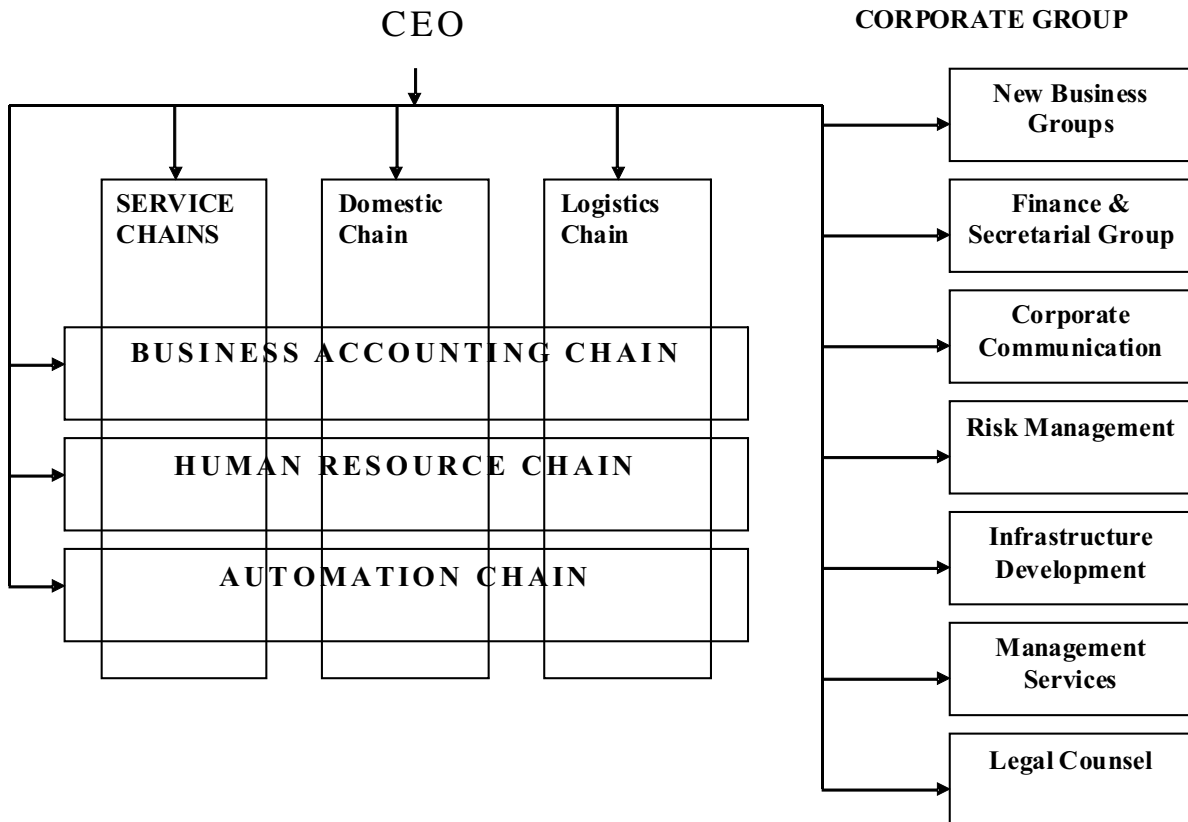 CEO
CORPORATE GROUP
SERVICE
CHAINS
Domestic
Chain
Logistics
Chain
BUSINESS ACCOUNTING CHAIN
HUMAN RESOURCE CHAIN
AUTOMATION CHAIN
New Business
Groups
Finance &
Secretarial Group
Corporate
Communication
Risk Management
Infrastructure
Development
Management
Services
Legal Counsel